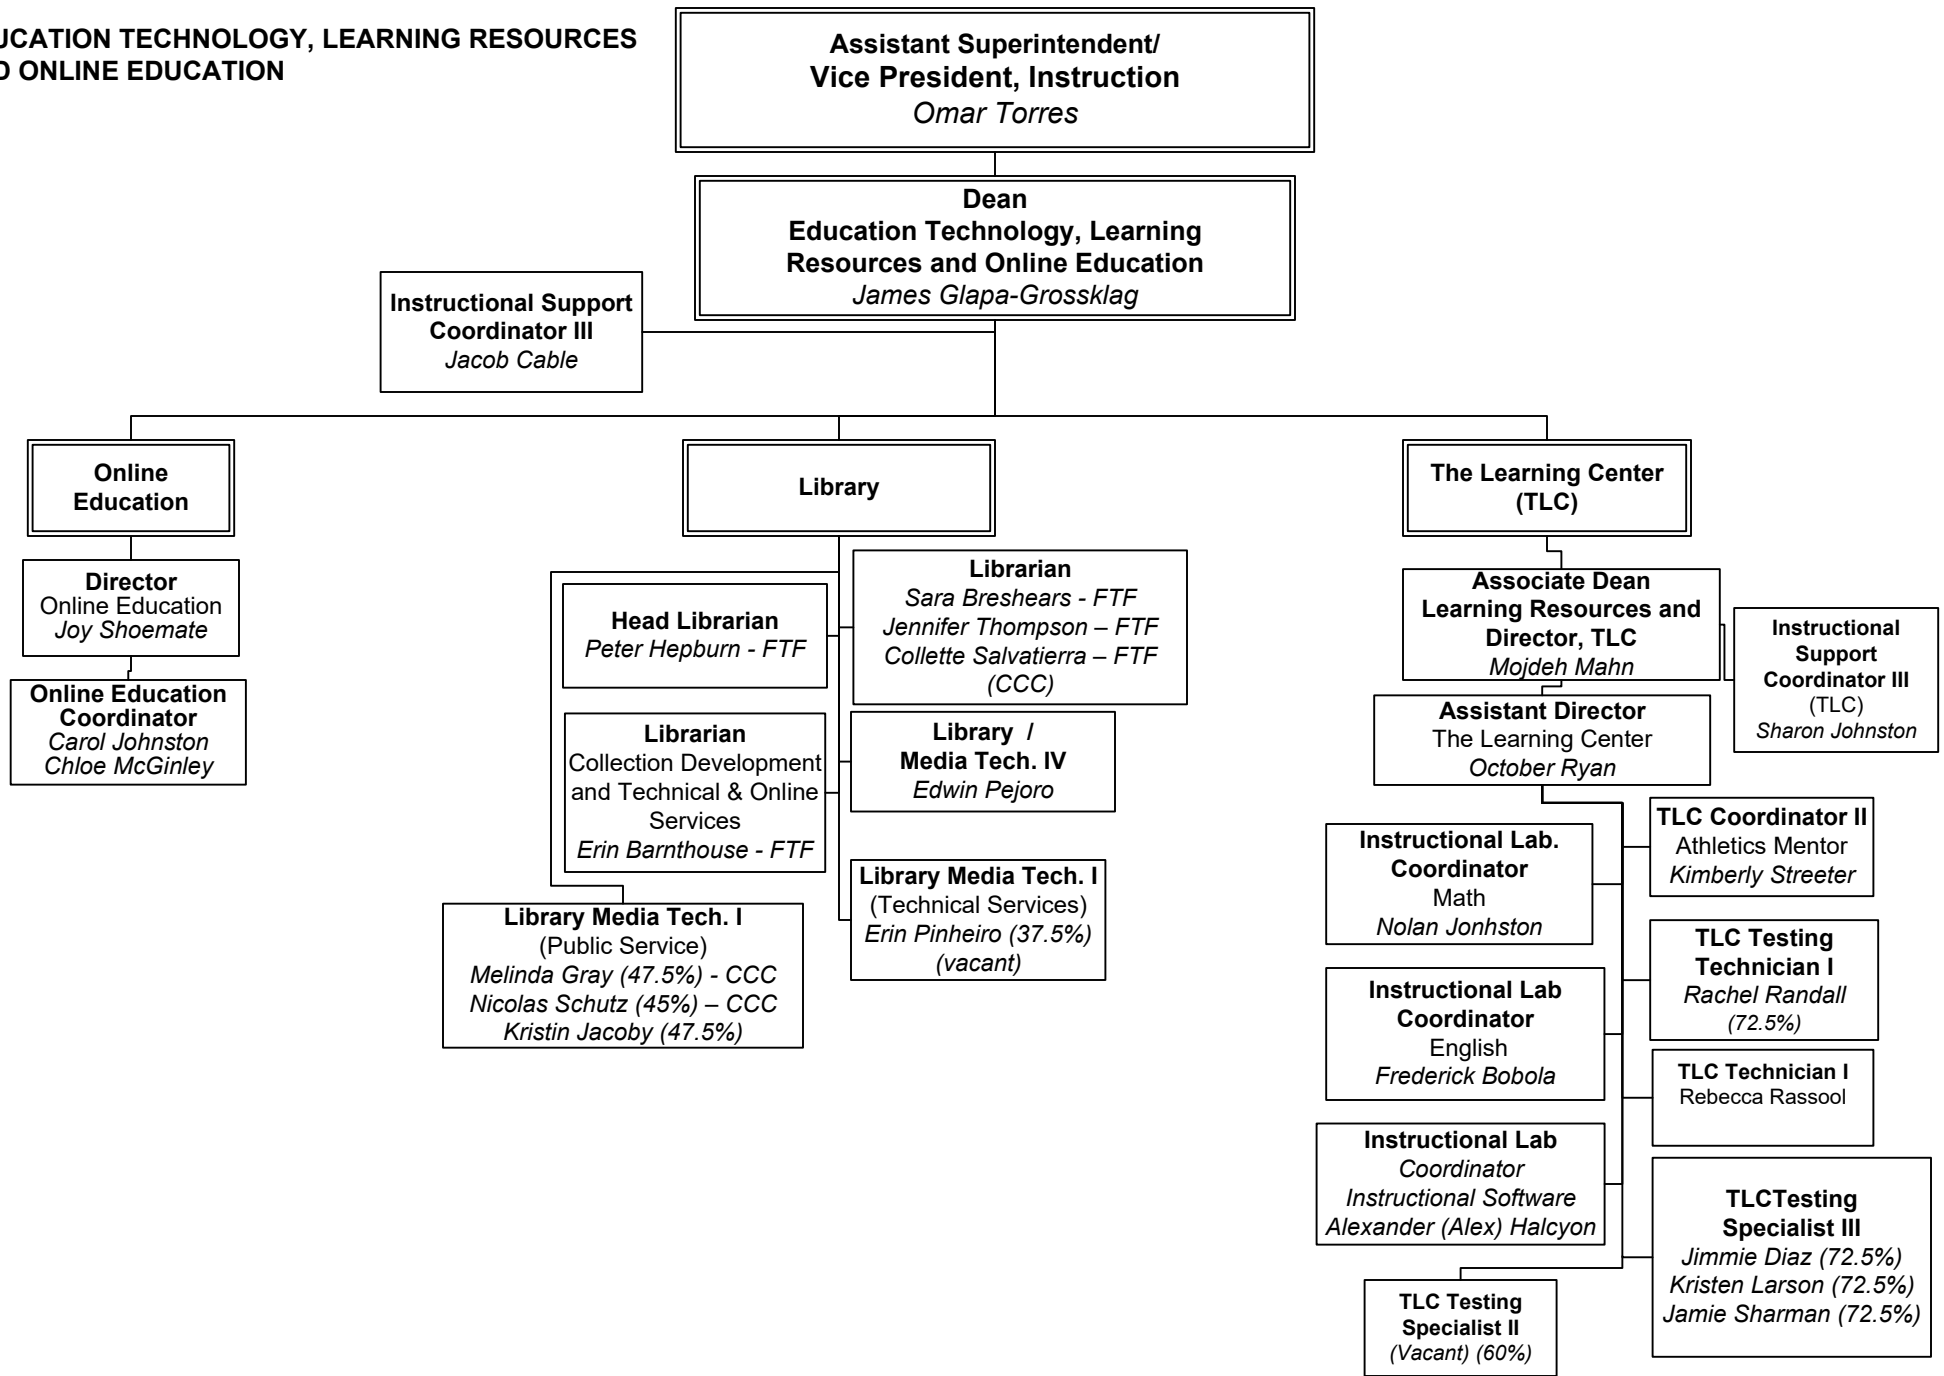 UCATION TECHNOLOGY, LEARNING RESOURCES
D ONLINE EDUCATION
Assistant Superintendent/
Vice President, Instruction
Omar Torres
Dean
Education Technology, Learning
Resources and Online Education
James Glapa-Grossklag
Instructional Support
Coordinator III
Jacob Cable
Online
Education
Library
The Learning Center
(TLC)
Director
Online Education
Joy Shoemate
Online Education
Coordinator
Carol Johnston
Chloe McGinley
Head Librarian
Peter Hepburn - FTF
Librarian
Sara Breshears - FTF
Jennifer Thompson – FTF
Collette Salvatierra – FTF
(CCC)
Librarian
Collection Development
and Technical & Online
Services
Erin Barnthouse - FTF
Library /
Media Tech. IV
Edwin Pejoro
Library Media Tech. I
(Public Service)
Melinda Gray (47.5%) - CCC
Nicolas Schutz (45%) – CCC
Kristin Jacoby (47.5%)
Library Media Tech. I
(Technical Services)
Erin Pinheiro (37.5%)
(vacant)
Associate Dean
Learning Resources and
Director, TLC
Mojdeh Mahn
Instructional
Support
Coordinator III
(TLC)
Sharon Johnston
Assistant Director
The Learning Center
October Ryan
Instructional Lab.
Coordinator
Math
Nolan Jonhston
TLC Coordinator II
Athletics Mentor
Kimberly Streeter
Instructional Lab
Coordinator
English
Frederick Bobola
TLC Testing
Technician I
Rachel Randall
(72.5%)
TLC Technician I
Rebecca Rassool
Instructional Lab
Coordinator
Instructional Software
Alexander (Alex) Halcyon
TLCTesting
Specialist III
Jimmie Diaz (72.5%)
Kristen Larson (72.5%)
Jamie Sharman (72.5%)
TLC Testing
Specialist II
(Vacant) (60%)